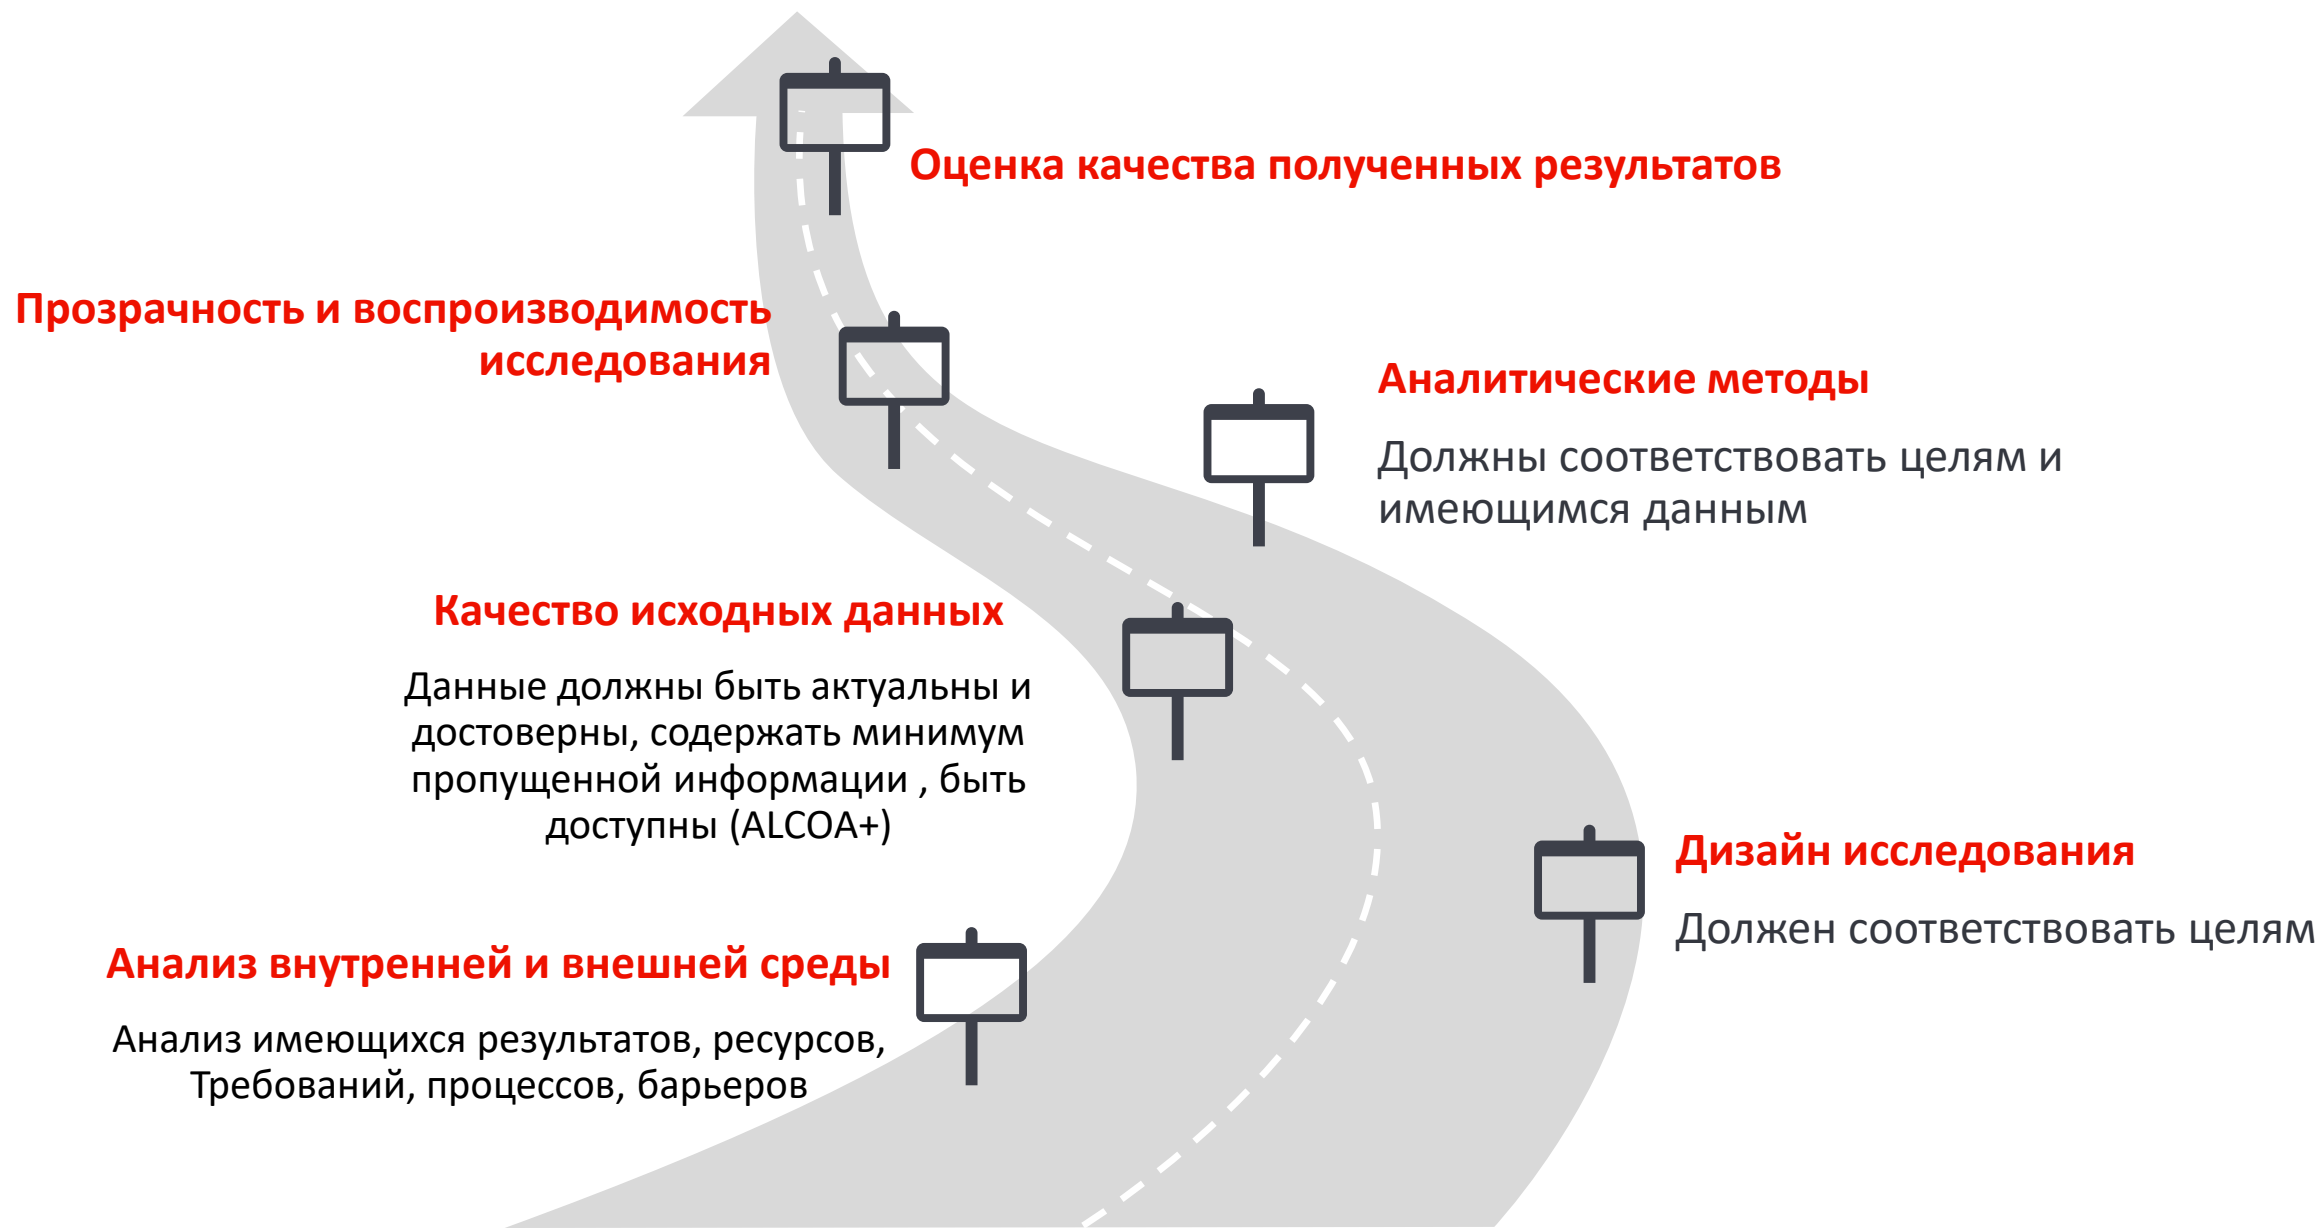 Оценка качества полученных результатов
Прозрачность и воспроизводимость
исследования
Аналитические методы
Должны соответствовать целям и
имеющимся данным
Качество исходных данных
Данные должны быть актуальны и
достоверны, содержать минимум
пропущенной информации , быть
доступны (ALCOA+)
Дизайн исследования
Должен соответствовать целям
Анализ внутренней и внешней среды
Анализ имеющихся результатов, ресурсов,
Требований, процессов, барьеров